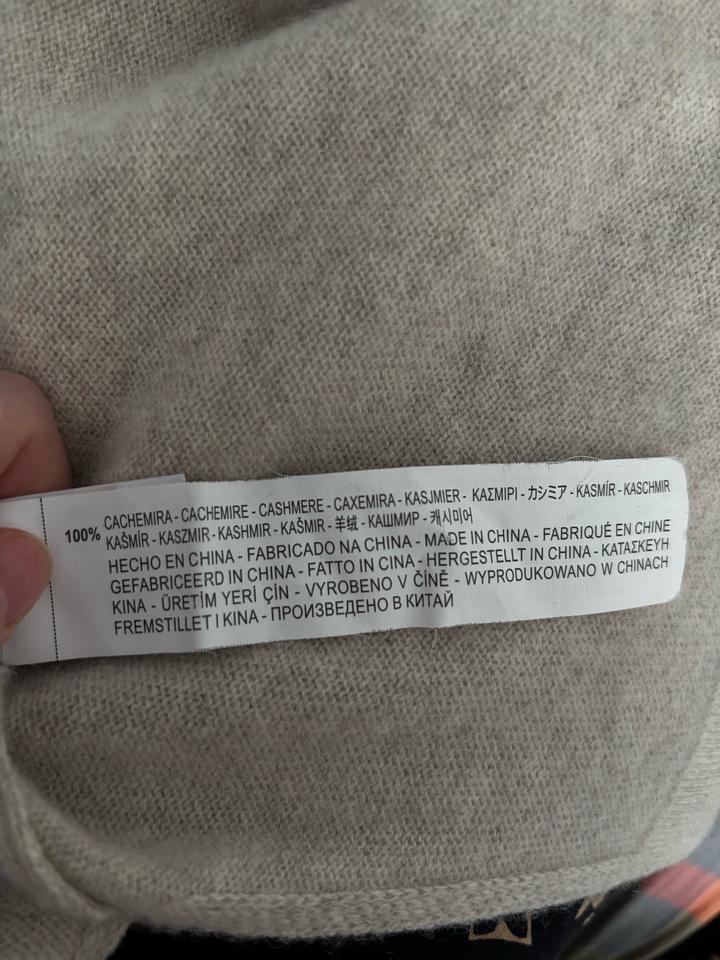 100% CACHEMIRA - CACHEMIRE - CASHMERE - CAXEMIRA - KASJMIER - ΚΑΣΜΙΡΙ - カシミア - KASMÍR - KASCHMIR
KAŠMÍR - KASZMIR - KASHMIR - KAŠMIR - 羊绒 - КАШМИР - 캐시미어
HECHO EN CHINA - FABRICADO NA CHINA - MADE IN CHINA - FABRIQUÉ EN CHINE
GEFABRICEERD IN CHINA - FATTO IN CINA - HERGESTELLT IN CHINA - ΚΑΤΑΣΚΕΥΗ
ΚΙΝΑ - ÜRETİM YERİ ÇİN - VYROBENO V ČÍNĚ - WYPRODUKOWANO W CHINACH
FREMSTILLET I KINA - ПРОИЗВЕДЕНО В КИТАЙ